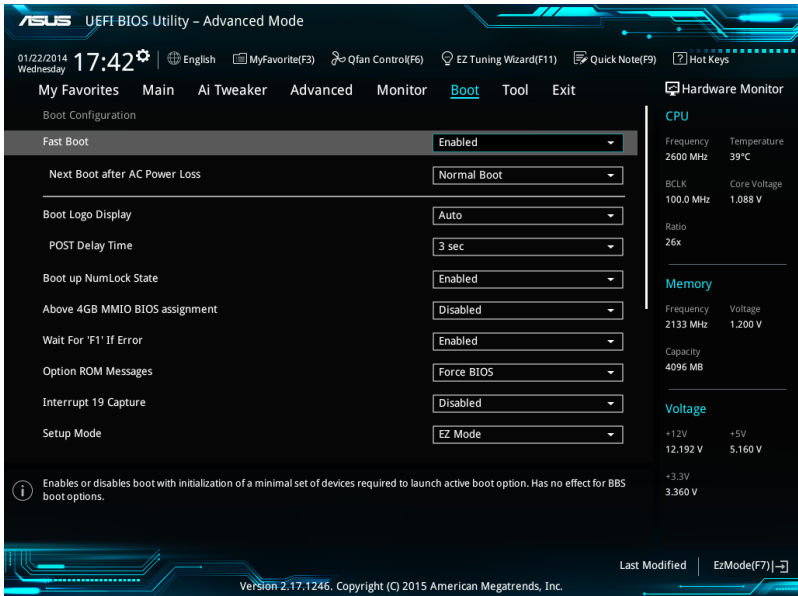 ASUS UEFI BIOS Utility – Advanced Mode
01/22/2014
Wednesday
17:42
English
MyFavorite(F3)
Qfan Control(F6)
EZ Tuning Wizard(F11)
Quick Note(F9)
? Hot Keys
My Favorites
Main
Ai Tweaker
Advanced
Monitor
Boot
Tool
Exit
Boot Configuration
Fast Boot
Enabled
Next Boot after AC Power Loss
Normal Boot
Boot Logo Display
Auto
POST Delay Time
3 sec
Boot up NumLock State
Enabled
Above 4GB MMIO BIOS assignment
Disabled
Wait For 'F1' If Error
Enabled
Option ROM Messages
Force BIOS
Interrupt 19 Capture
Disabled
Setup Mode
EZ Mode
i
Enables or disables boot with initialization of a minimal set of devices required to launch active boot option. Has no effect for BBS
boot options.
Hardware Monitor
CPU
Frequency Temperature
2600 MHz 39°C
BCLK Core Voltage
100.0 MHz 1.088 V
Ratio
26x
Memory
Frequency Voltage
2133 MHz 1.200 V
Capacity
4096 MB
Voltage
+12V +5V
12.192 V 5.160 V
+3.3V
3.360 V
Last Modified
EzMode(F7)
Version 2.17.1246. Copyright (C) 2015 American Megatrends, Inc.